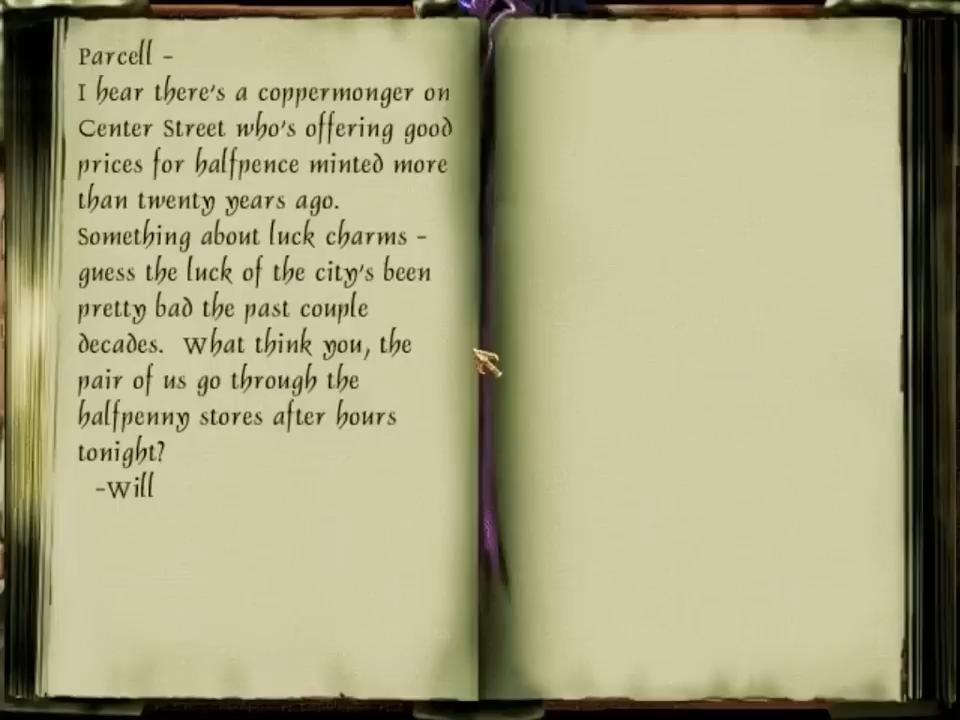 Parcell -
I hear there's a coppermonger on
Center Street who's offering good
prices for halfpence minted more
than twenty years ago.
Something about luck charms -
guess the luck of the city's been
pretty bad the past couple
decades.  What think you, the
pair of us go through the
halfpenny stores after hours
tonight?
-Will